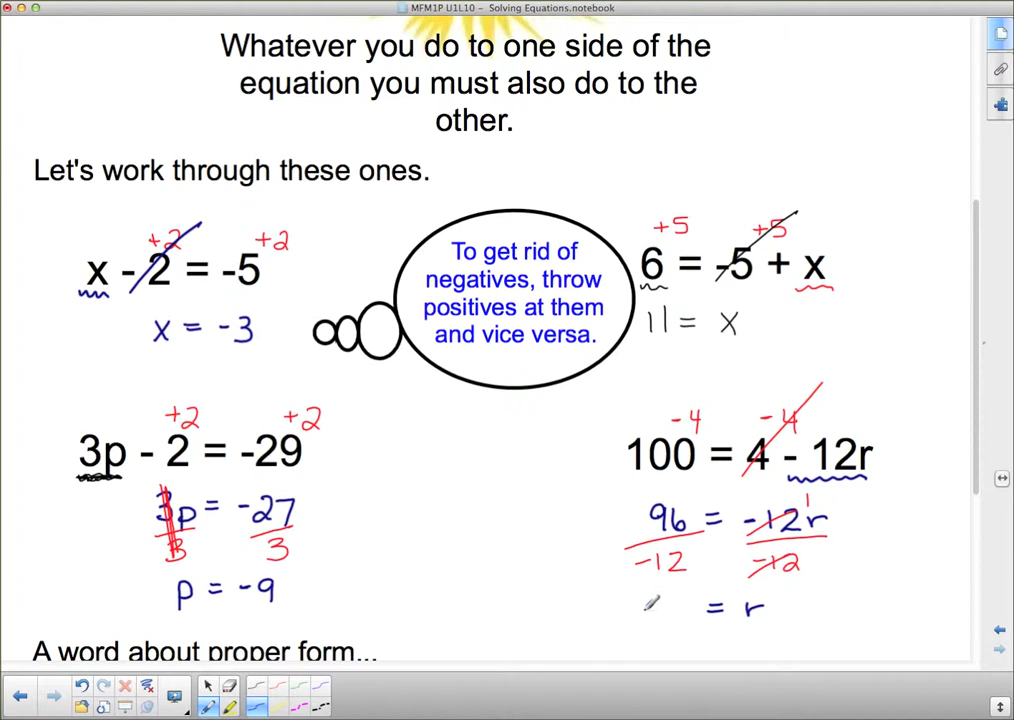 MFM1P U1L10 - Solving Equations.notebook
Whatever you do to one side of the
equation you must also do to the
other.
Let's work through these ones.
+2 +2
x - 2 = -5
x = -3
To get rid of
negatives, throw
positives at them
and vice versa.
+5 +5
6 = -5 + x
11 = x
+2 +2
3p - 2 = -29
3p = -27
3 3
p = -9
-4 -4
100 = 4 - 12r
1
96 = -12r
-12 -12
= r
A word about proper form...